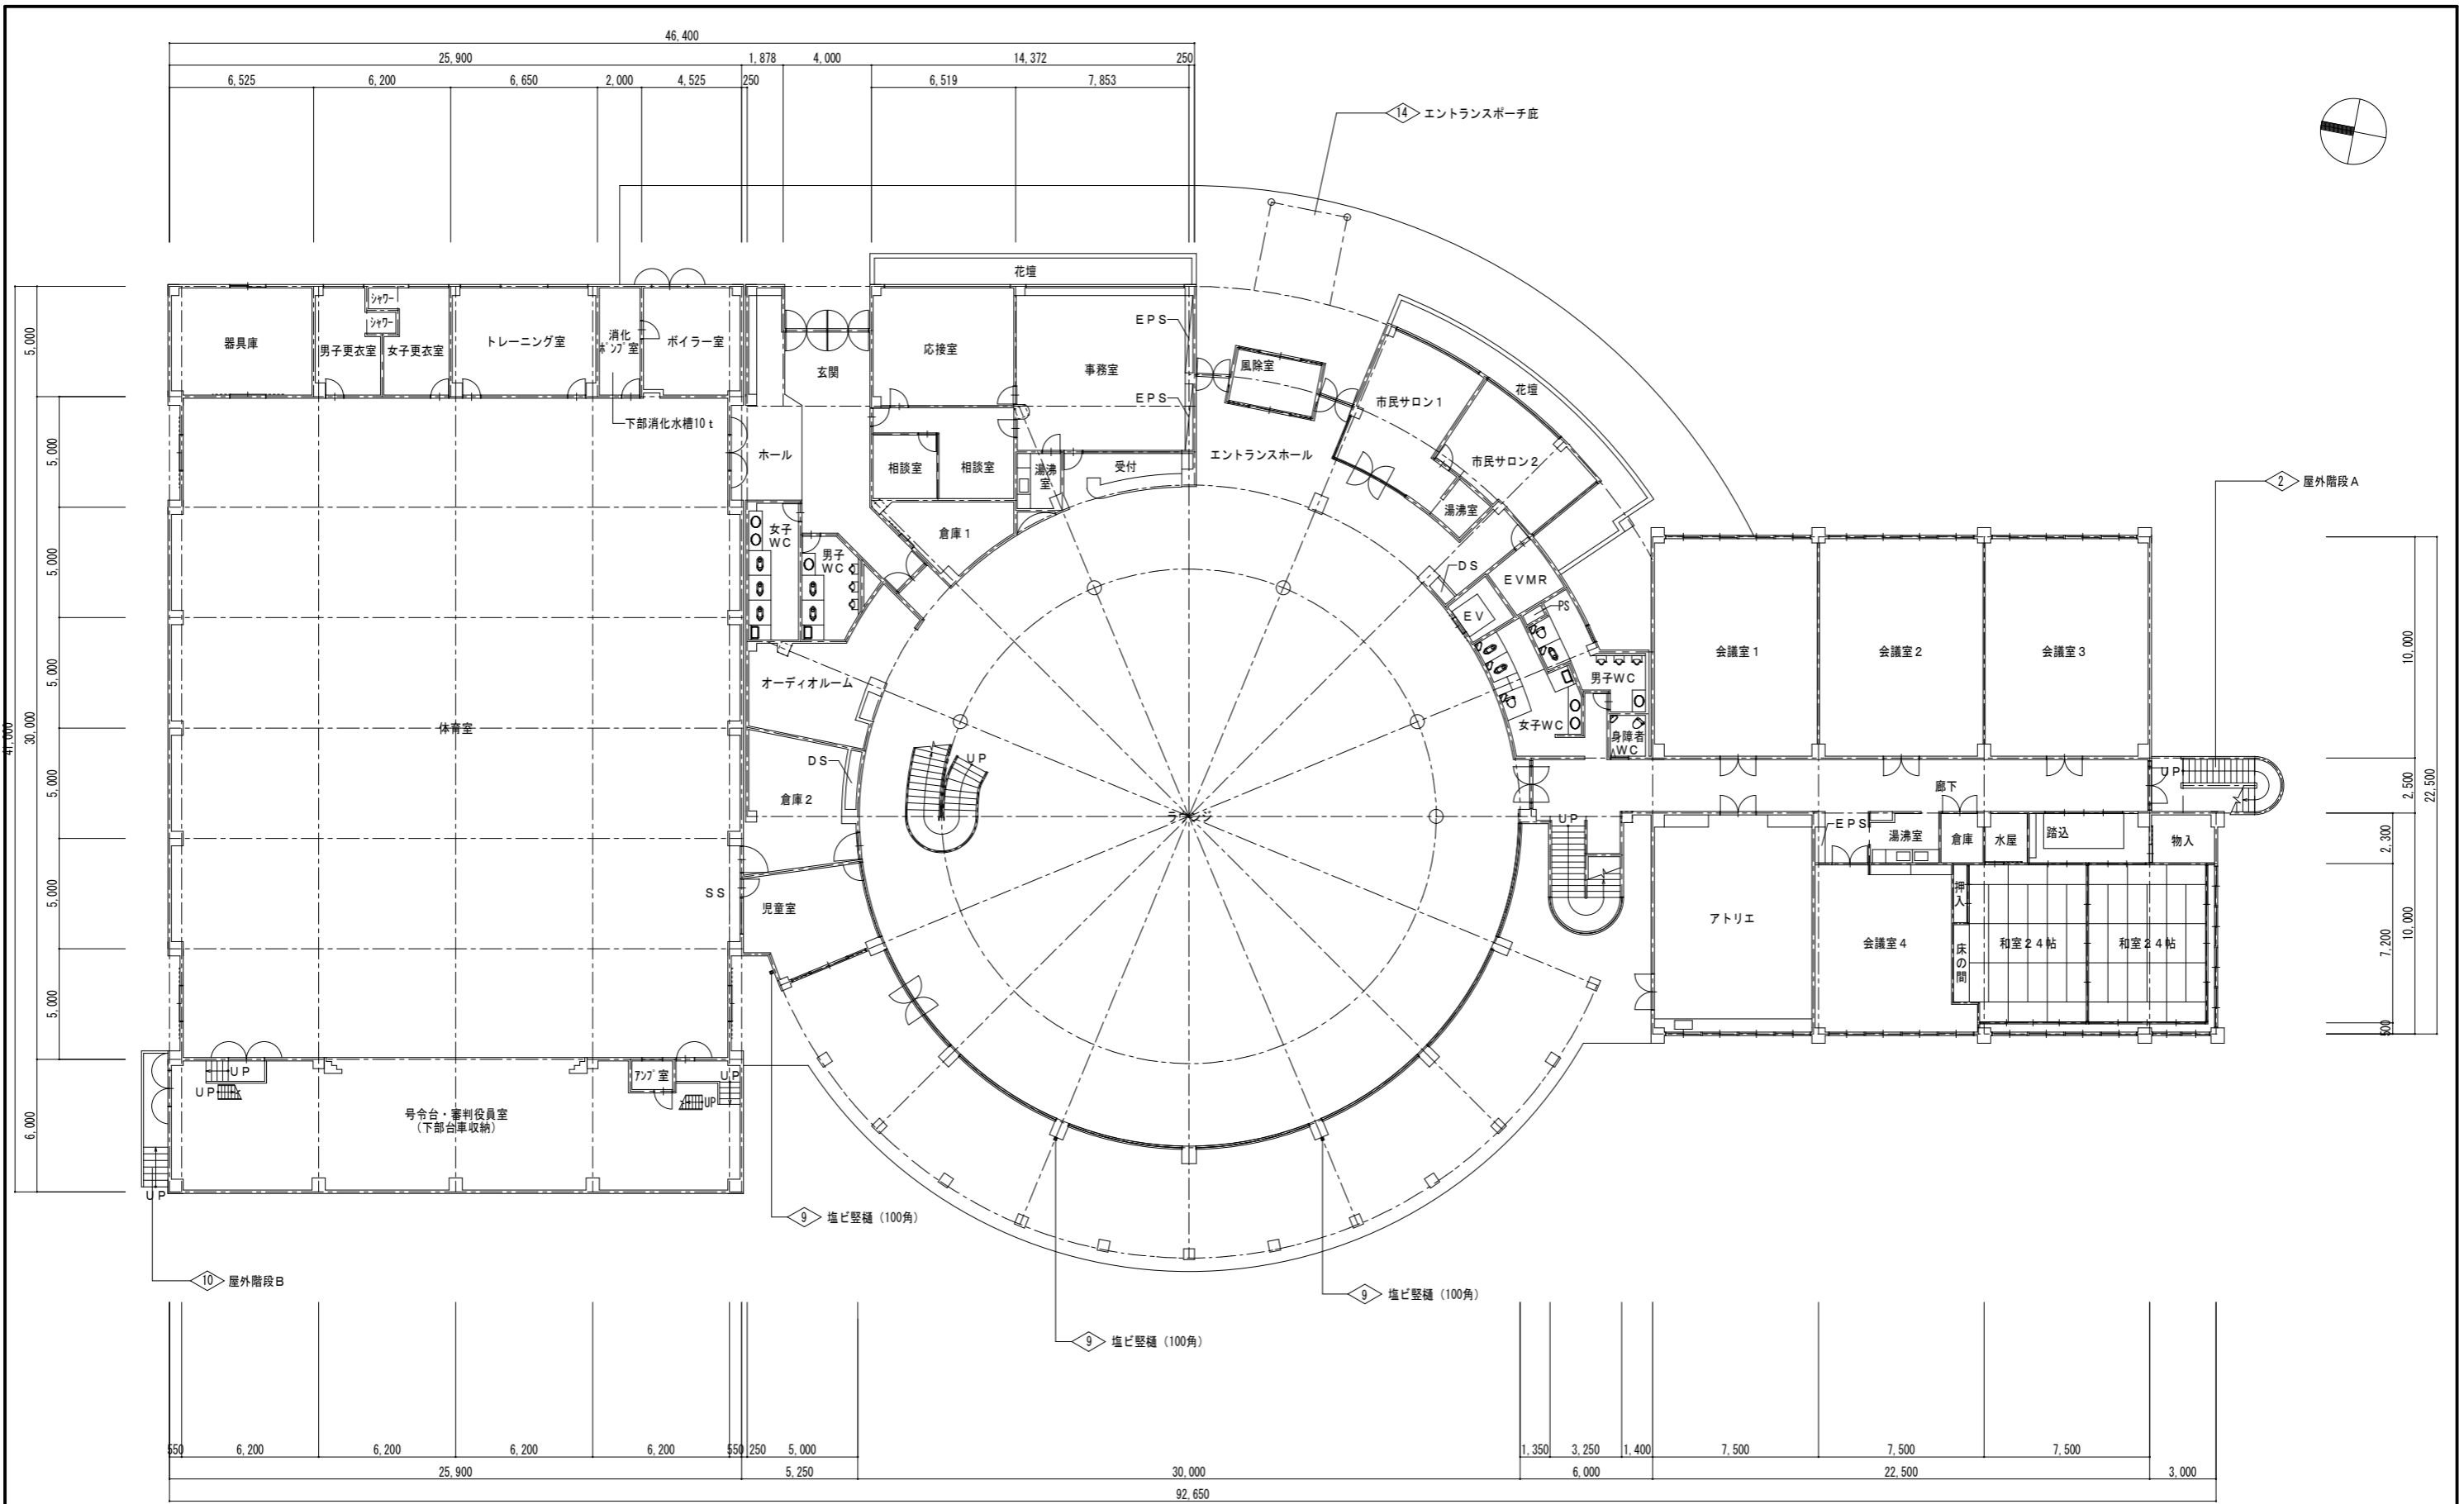 46,400
25,900
1,878
4,000
14,372
250
6,525
6,200
6,650
2,000
4,525
250
6,519
7,853
14 エントランスポーチ庇
花壇
EPS
EPS
器具庫
男子更衣室
シャワー
シャワー
女子更衣室
トレーニング室
消化
ポンプ室
ボイラー室
下部消化水槽10t
玄関
応接室
事務室
風除室
市民サロン1
花壇
市民サロン2
ホール
相談室
相談室
湯沸
室
受付
エントランスホール
湯沸室
2 屋外階段A
女子
WC
男子
WC
倉庫1
DS
EVMR
EV
PS
男子WC
女子WC
身障者
WC
会議室1
会議室2
会議室3
オーディオルーム
体育室
DS
倉庫2
UP
ラウンジ
SS
児童室
廊下
UP
UP
EPS
湯沸室
倉庫
水屋
踏込
物入
アトリエ
会議室4
押入
床の間
和室24帖
和室24帖
UP
UP
アンプ室
UP
UP
号令台・審判役員室
(下部台車収納)
UP
10 屋外階段B
9 塩ビ竪樋(100角)
9 塩ビ竪樋(100角)
9 塩ビ竪樋(100角)
5,000
5,000
5,000
5,000
5,000
5,000
5,000
6,000
30,000
41,000
10,000
2,500
2,300
7,200
500
10,000
22,500
550
6,200
6,200
6,200
6,200
550
250
5,000
1,350
3,250
1,400
7,500
7,500
7,500
25,900
5,250
30,000
6,000
22,500
3,000
92,650